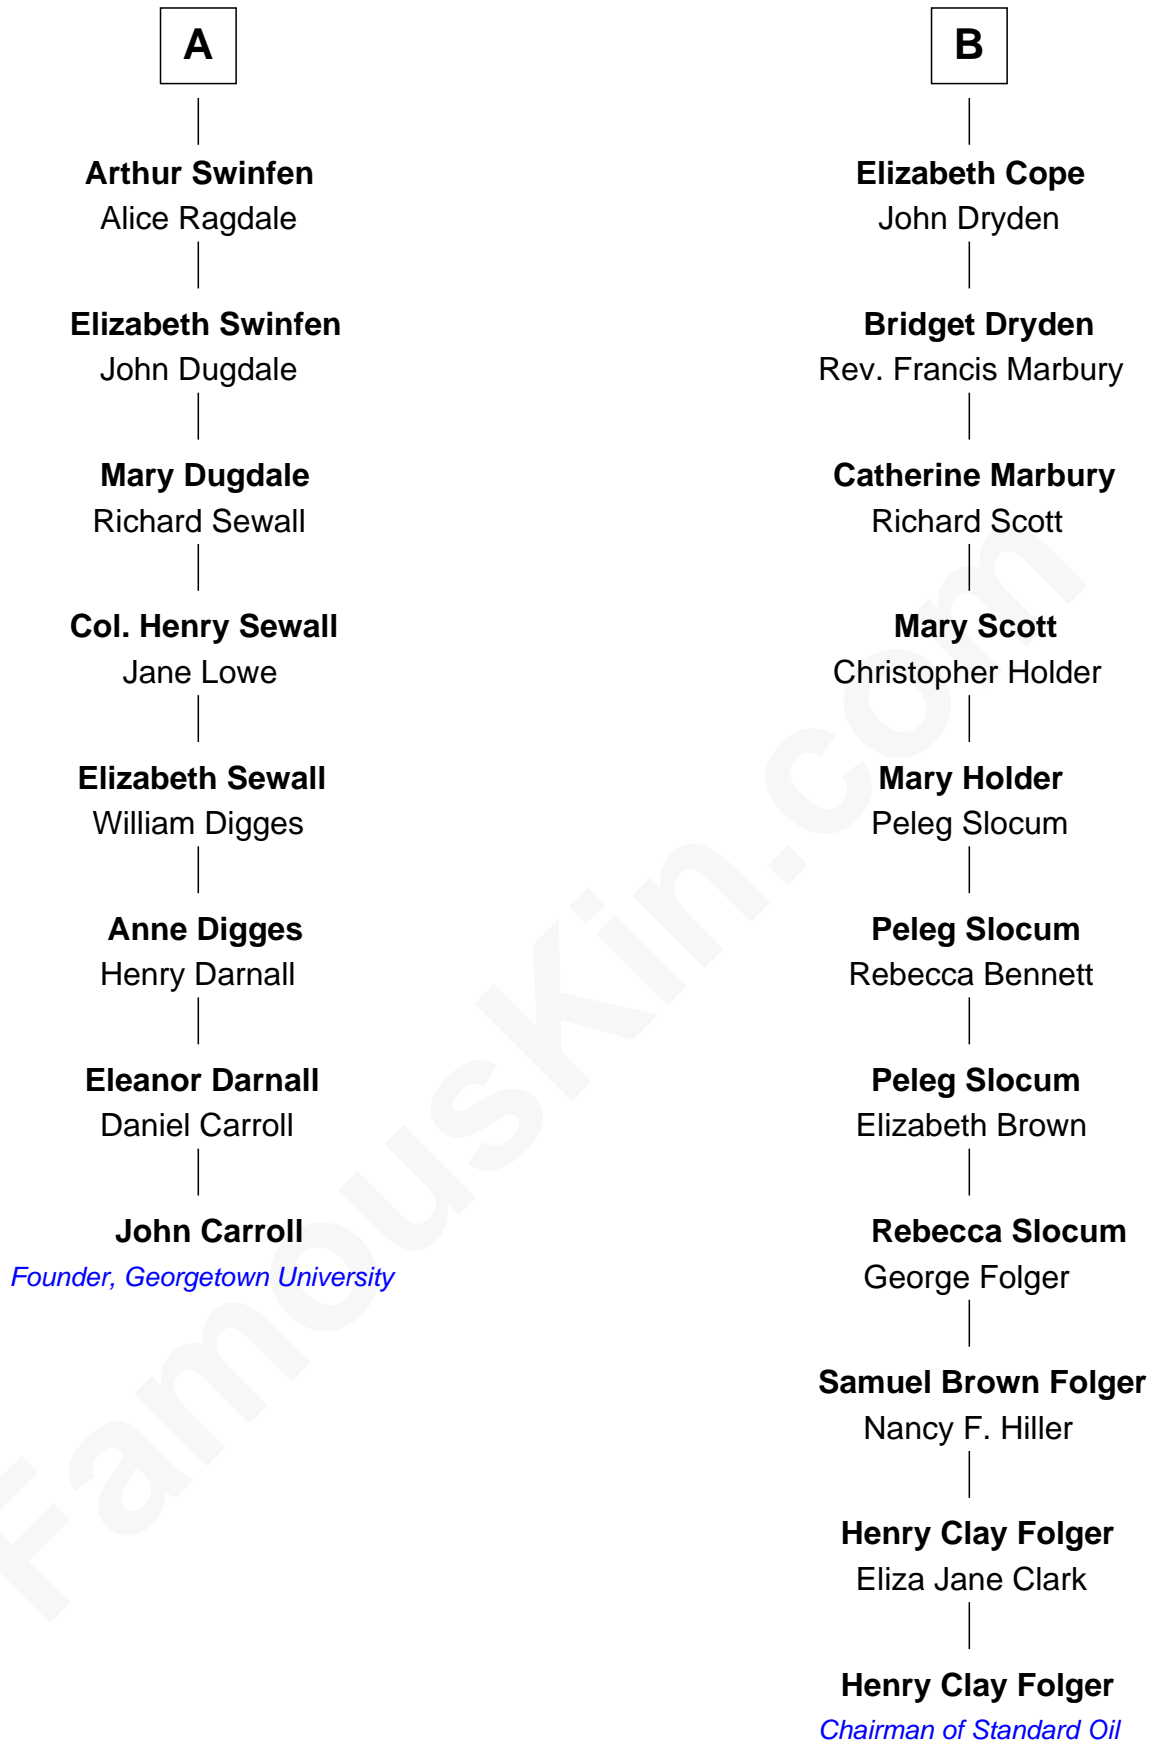 A
Arthur Swinfen
Alice Ragdale
Elizabeth Swinfen
John Dugdale
Mary Dugdale
Richard Sewall
Col. Henry Sewall
Jane Lowe
Elizabeth Sewall
William Digges
Anne Digges
Henry Darnall
Eleanor Darnall
Daniel Carroll
John Carroll
Founder, Georgetown University
B
Elizabeth Cope
John Dryden
Bridget Dryden
Rev. Francis Marbury
Catherine Marbury
Richard Scott
Mary Scott
Christopher Holder
Mary Holder
Peleg Slocum
Peleg Slocum
Rebecca Bennett
Peleg Slocum
Elizabeth Brown
Rebecca Slocum
George Folger
Samuel Brown Folger
Nancy F. Hiller
Henry Clay Folger
Eliza Jane Clark
Henry Clay Folger
Chairman of Standard Oil
FamousKin.com